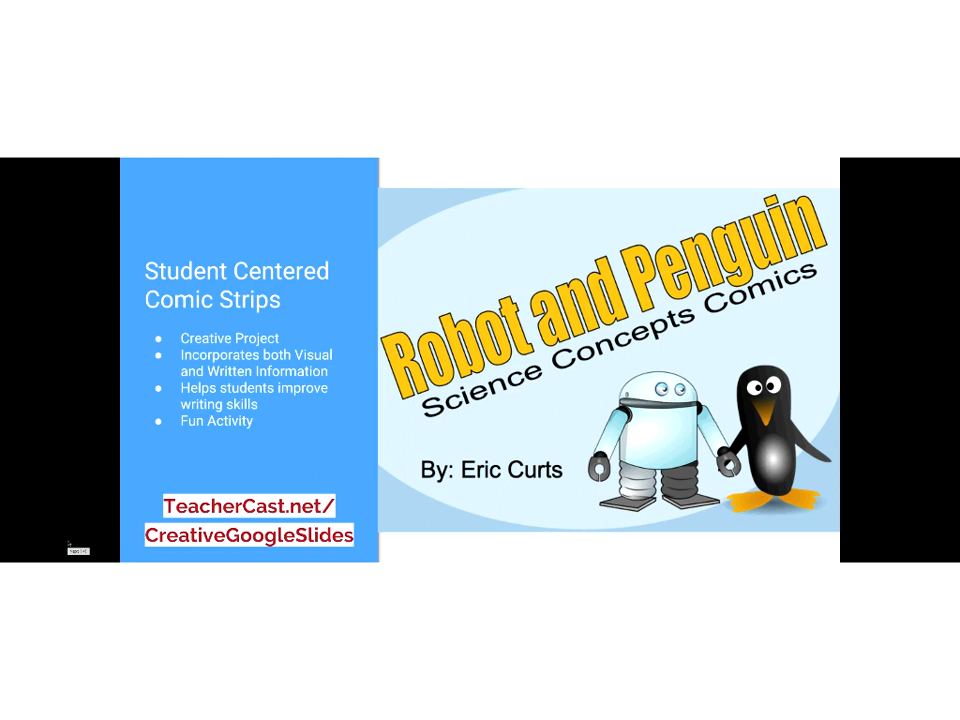 Student Centered
Comic Strips
● Creative Project
● Incorporates both Visual
and Written Information
● Helps students improve
writing skills
● Fun Activity
TeacherCast.net/
CreativeGoogleSlides
Robot and Penguin
Science Concepts Comics
By: Eric Curts